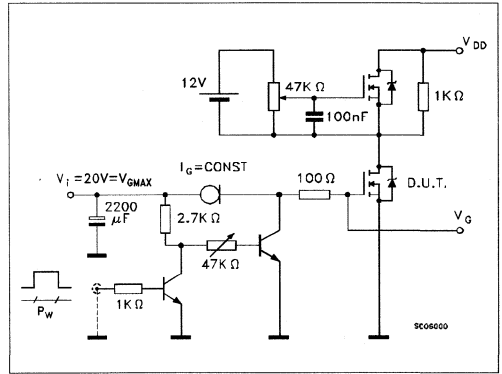 V DD
12V
47K Ω
1K Ω
100nF
V i =20V=V GMAX
I G =CONST
100 Ω
D.U.T.
2200
μF
2.7K Ω
V G
47K Ω
1K Ω
P W
SC06000